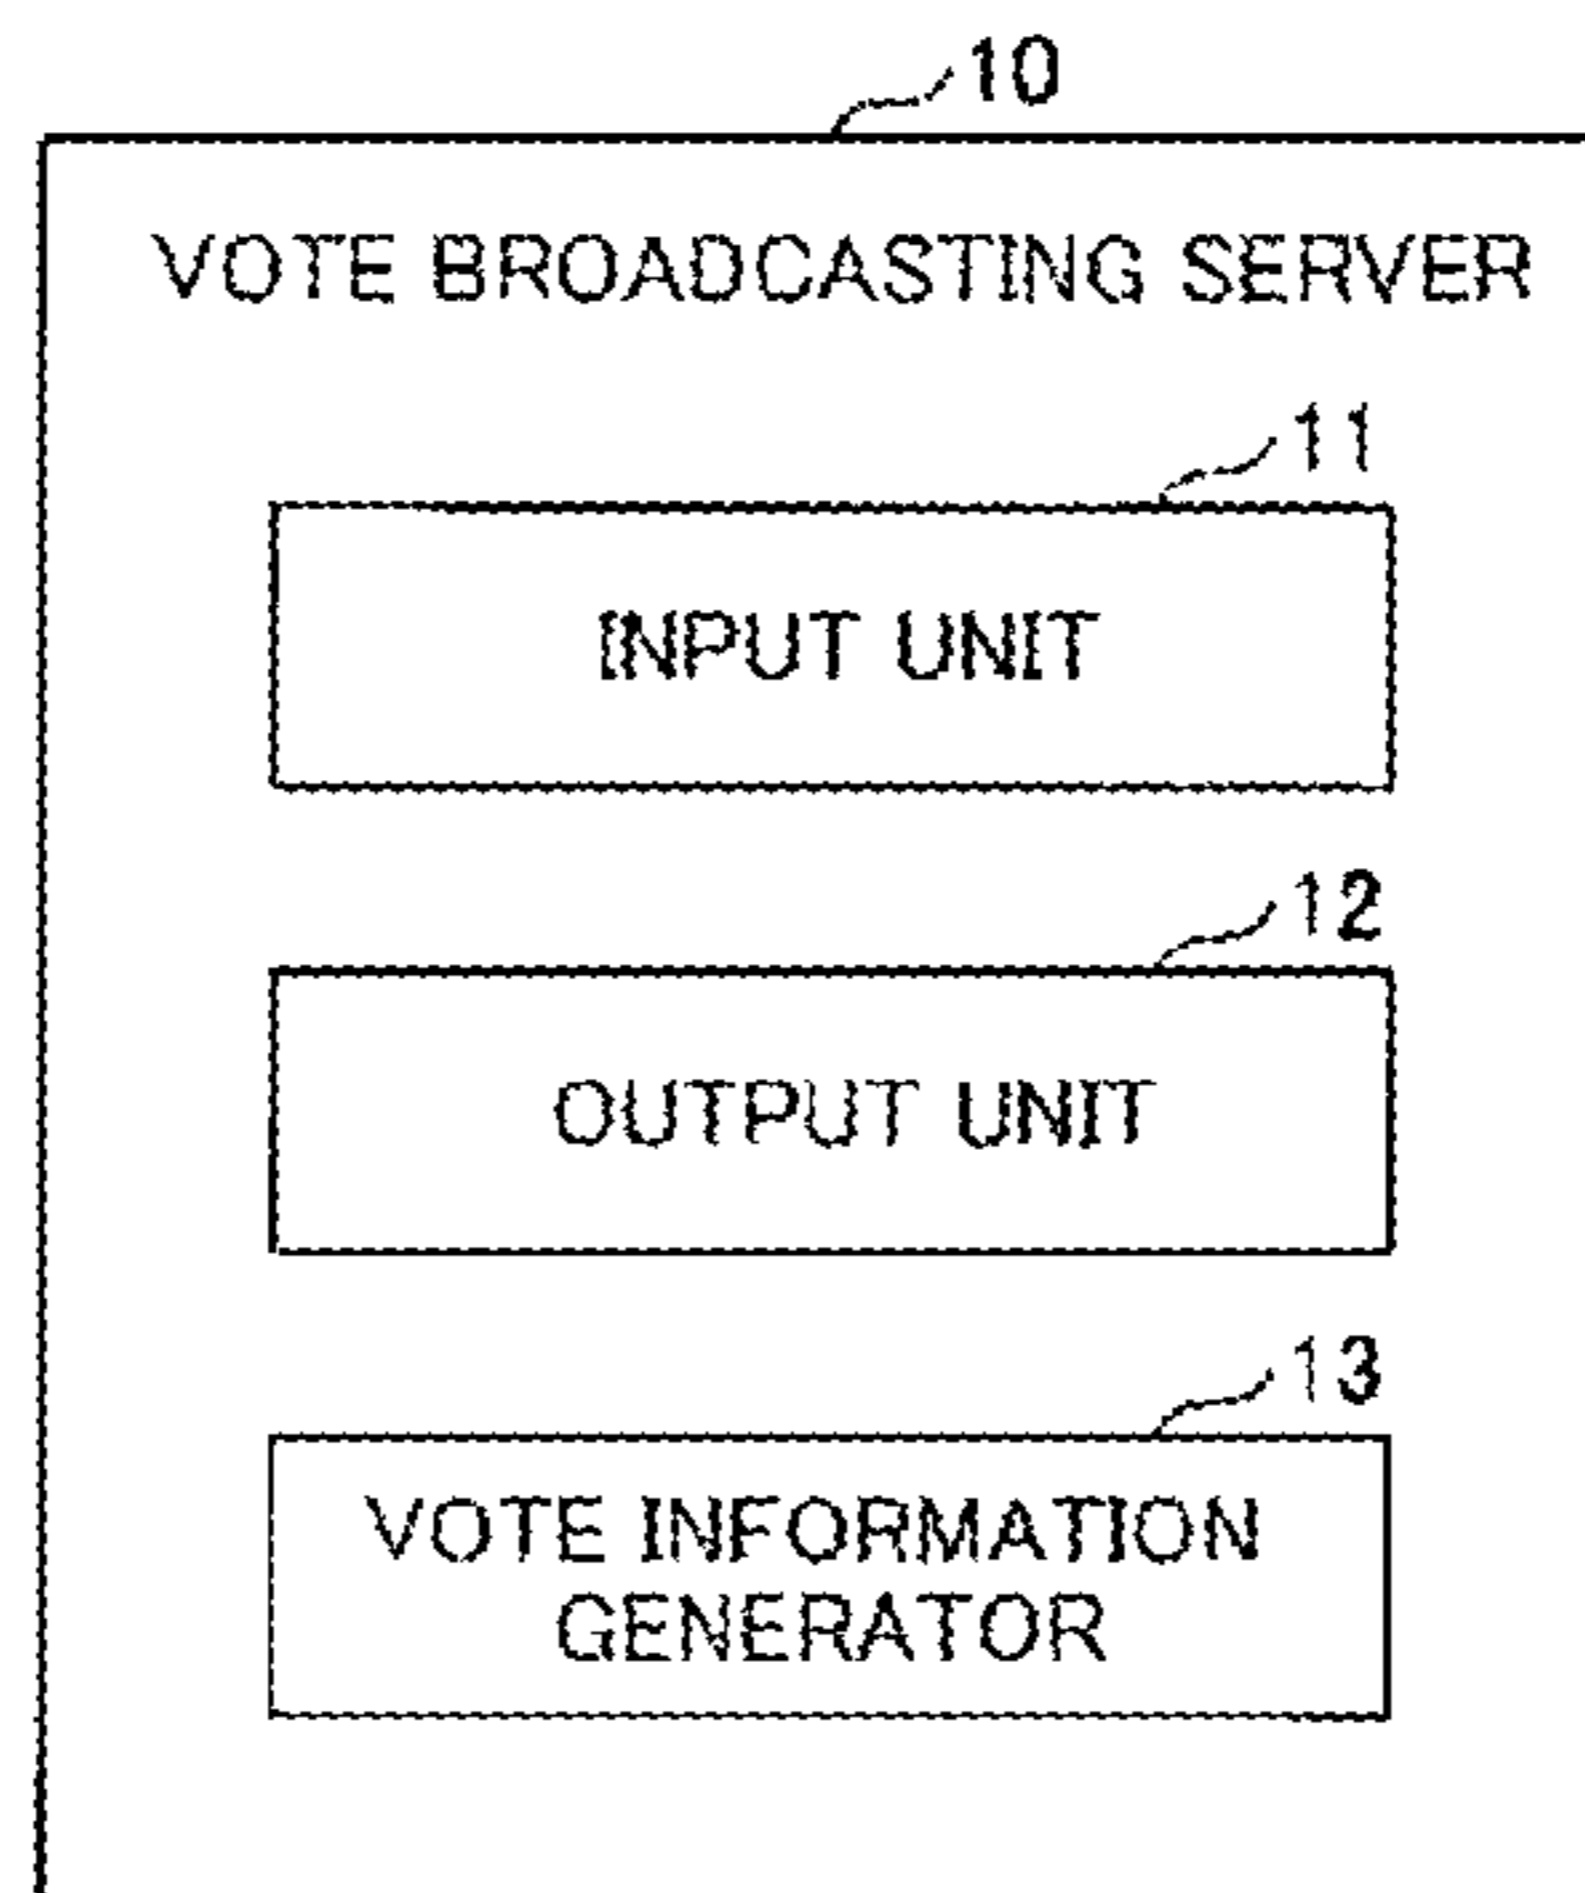 10
VOTE BROADCASTING SERVER
11
INPUT UNIT
12
OUTPUT UNIT
13
VOTE INFORMATION
GENERATOR